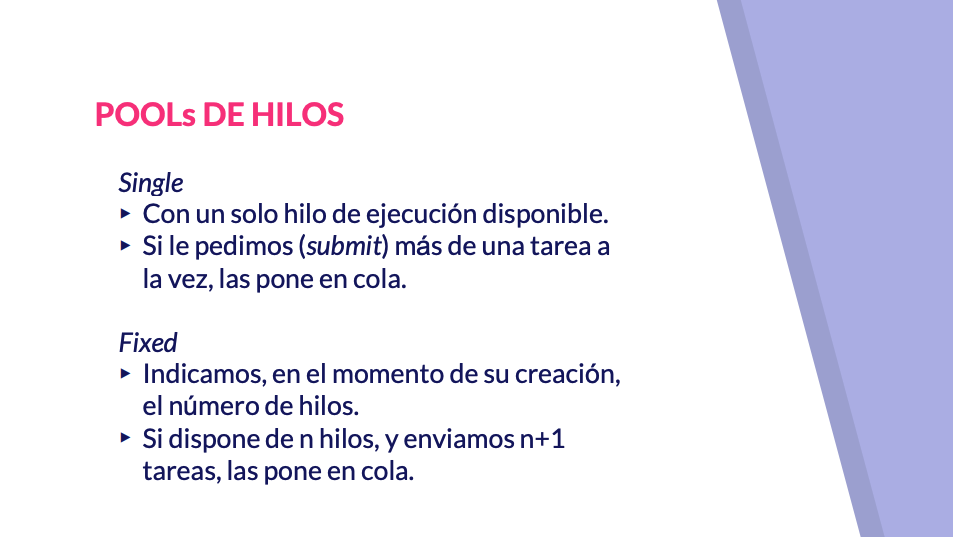 POOLs DE HILOS
Single
▸ Con un solo hilo de ejecución disponible.
▸ Si le pedimos (submit) más de una tarea a
la vez, las pone en cola.
Fixed
▸ Indicamos, en el momento de su creación,
el número de hilos.
▸ Si dispone de n hilos, y enviamos n+1
tareas, las pone en cola.